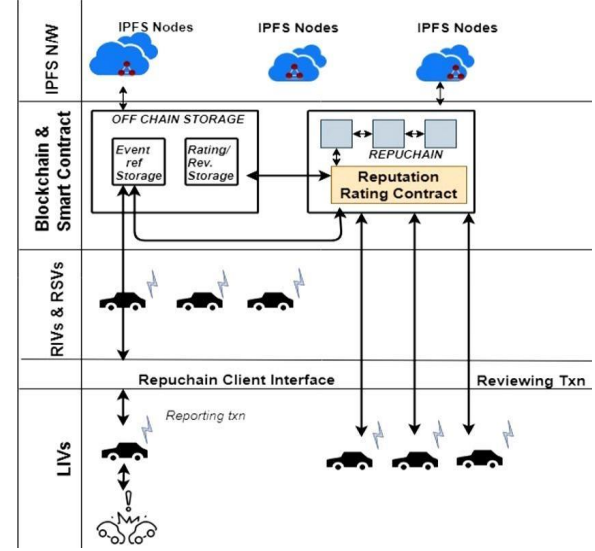 IPFS N/W
IPFS Nodes
IPFS Nodes
IPFS Nodes
Blockchain &
Smart Contract
OFF CHAIN STORAGE
Event
ref
Storage
Rating/
Rev.
Storage
REPUCHAIN
Reputation
Rating Contract
RIVs & RSVs
Repuchain Client Interface
Reviewing Txn
LIVs
Reporting txn
!